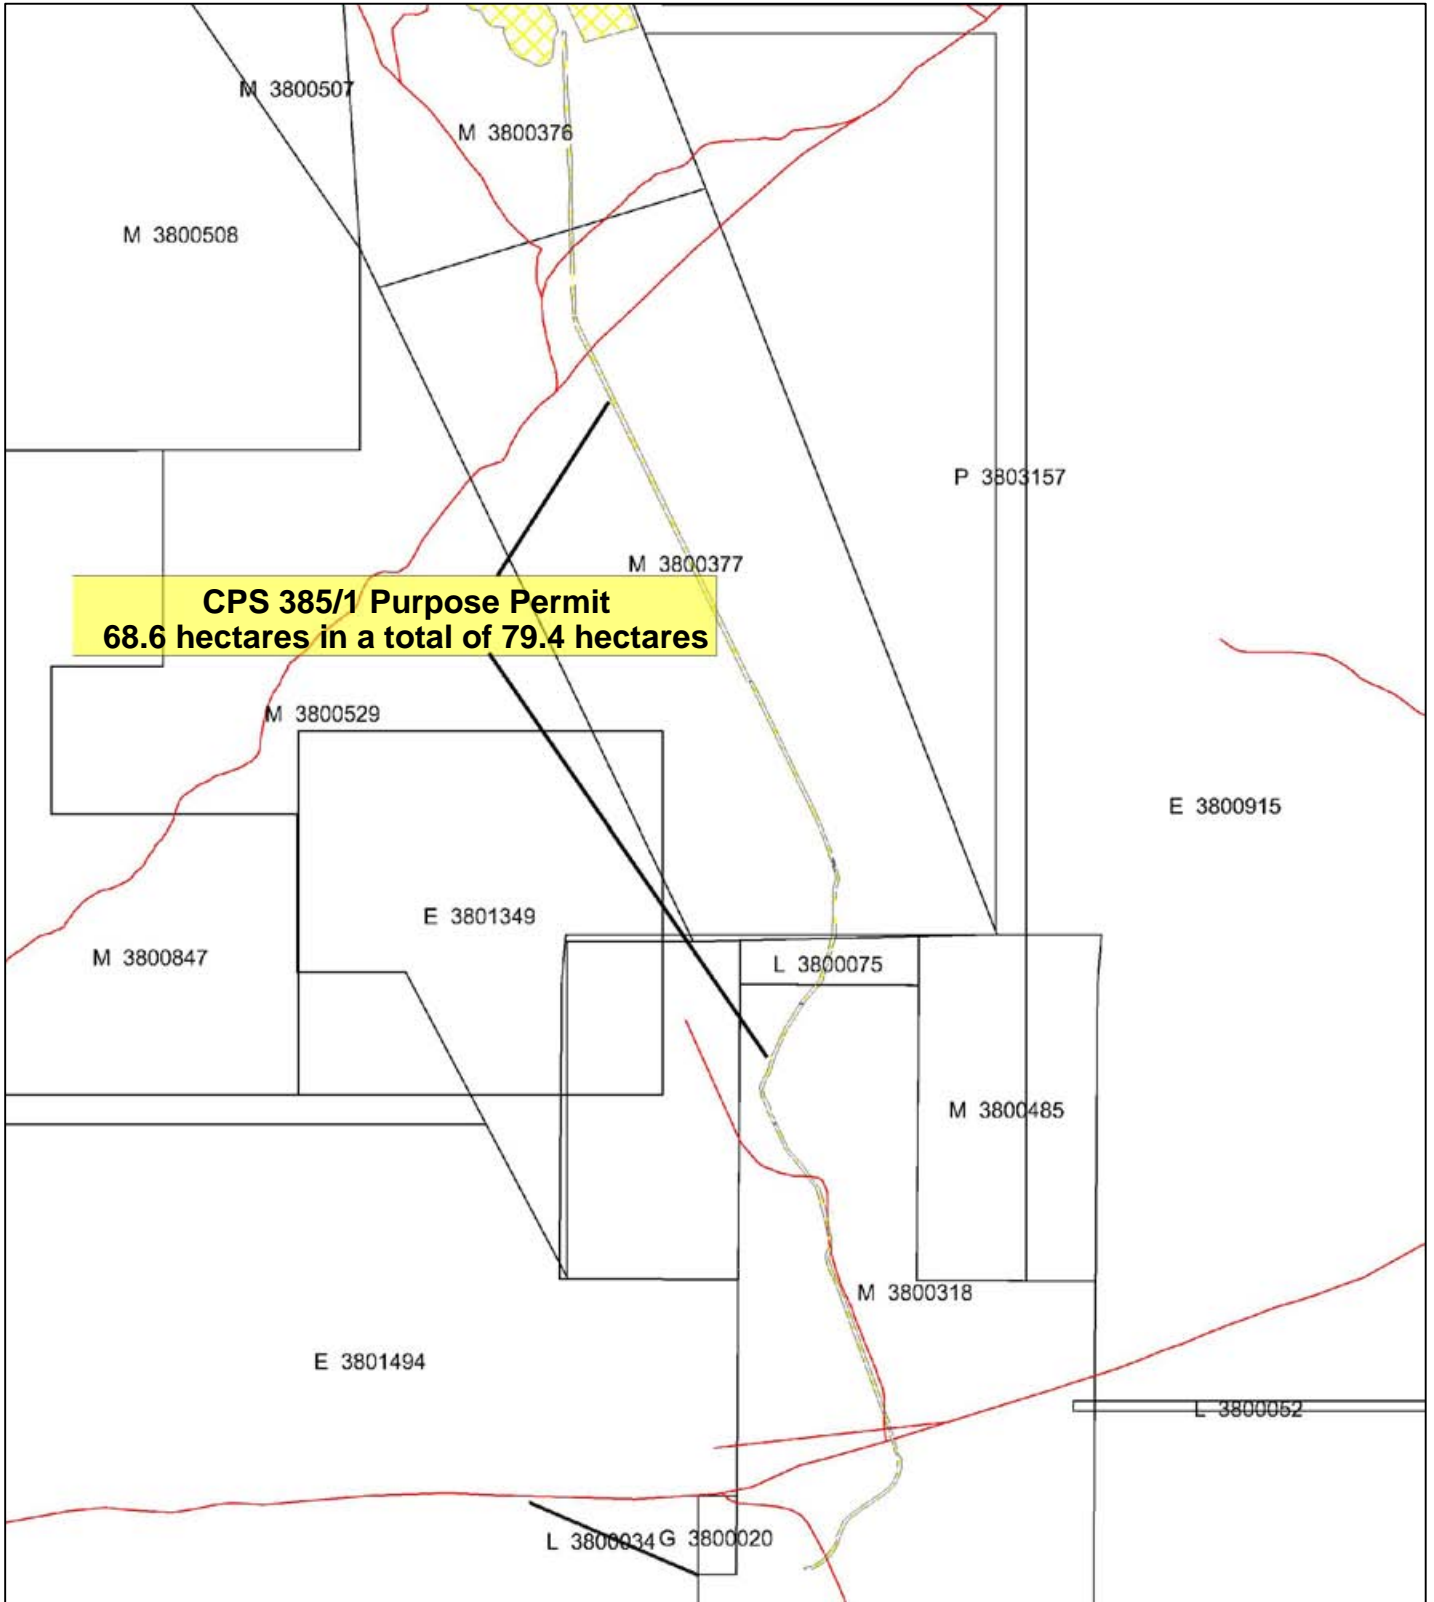 M 3800507
M 3800376
M 3800508
P 3803157
M 3800377
CPS 385/1 Purpose Permit
68.6 hectares in a total of 79.4 hectares
M 3800529
E 3800915
E 3801349
M 3800847
L 3800075
M 3800485
M 3800318
E 3801494
L 3800052
L 3800034
G 3800020